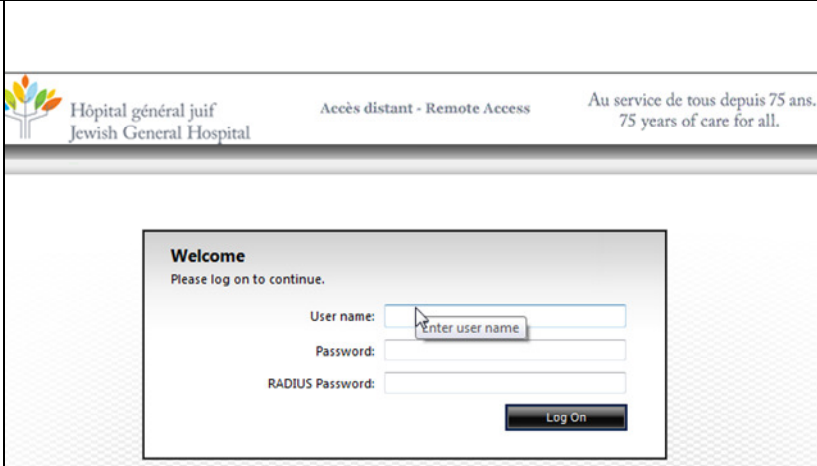 Hôpital général juif
Jewish General Hospital
Accès distant - Remote Access
Au service de tous depuis 75 ans.
75 years of care for all.
Welcome
Please log on to continue.
User name:
Enter user name
Password:
RADIUS Password:
Log On